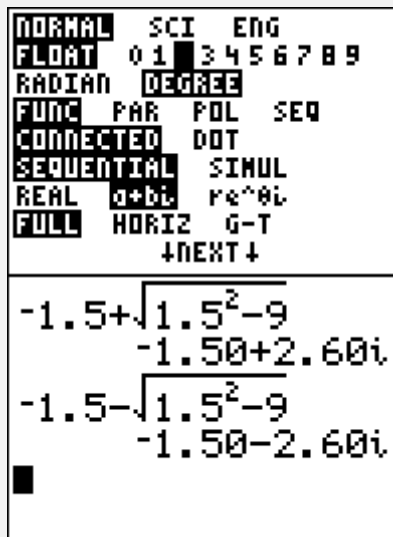 NORMAL SCI ENG
FLOAT 0 1 3 4 5 6 7 8 9
RADIAN DEGREE
FUNC PAR POL SEQ
CONNECTED DOT
SEQUENTIAL SIMUL
REAL a+bi re^θi
FULL HORIZ G-T
↓NEXT↓
-1.5+√1.5²-9
-1.50+2.60i
-1.5-√1.5²-9
-1.50-2.60i